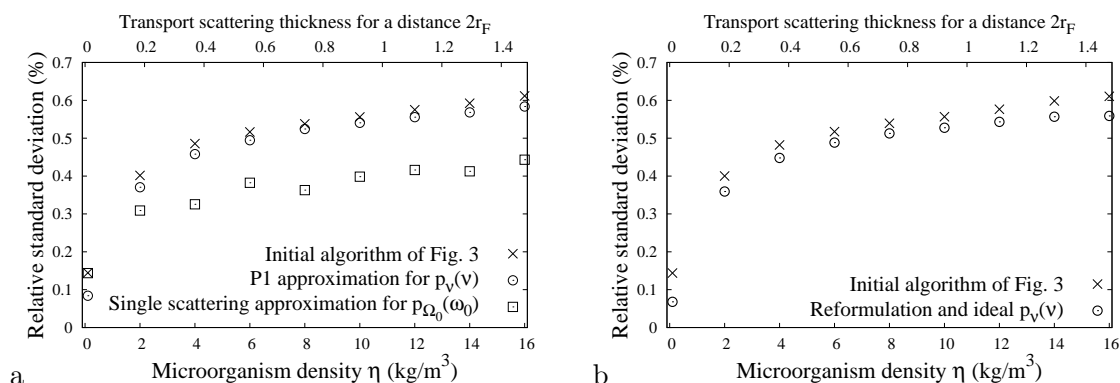 Transport scattering thickness for a distance 2r_F
0 0.2 0.4 0.6 0.8 1 1.2 1.4
Relative standard deviation (%)
0.7
0.6
0.5
0.4
0.3
0.2
0.1
0
Initial algorithm of Fig. 3
P1 approximation for p_ν(ν)
Single scattering approximation for p_Ω_0(ω_0)
0 2 4 6 8 10 12 14 16
Microorganism density η (kg/m^3)
a
Transport scattering thickness for a distance 2r_F
0 0.2 0.4 0.6 0.8 1 1.2 1.4
Relative standard deviation (%)
0.7
0.6
0.5
0.4
0.3
0.2
0.1
0
Initial algorithm of Fig. 3
Reformulation and ideal p_ν(ν)
0 2 4 6 8 10 12 14 16
Microorganism density η (kg/m^3)
b